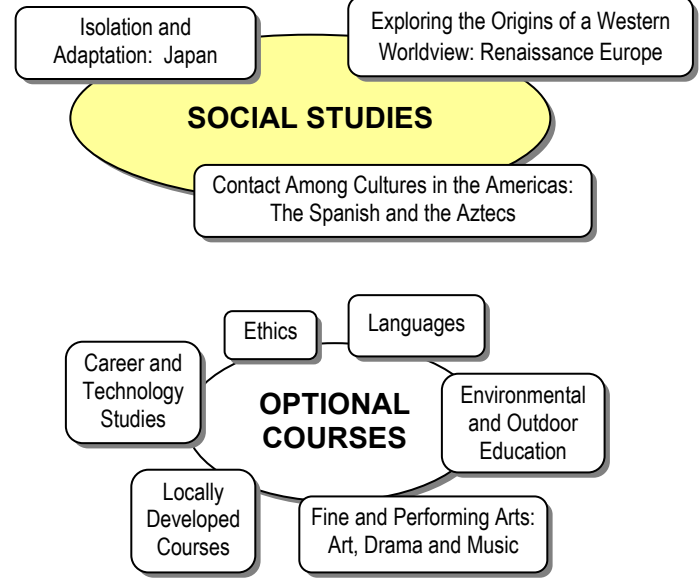 Isolation and
Adaptation: Japan
Exploring the Origins of a Western
Worldview: Renaissance Europe
SOCIAL STUDIES
Contact Among Cultures in the Americas:
The Spanish and the Aztecs
Ethics
Languages
Career and
Technology
Studies
OPTIONAL
COURSES
Environmental
and Outdoor
Education
Locally
Developed
Courses
Fine and Performing Arts:
Art, Drama and Music